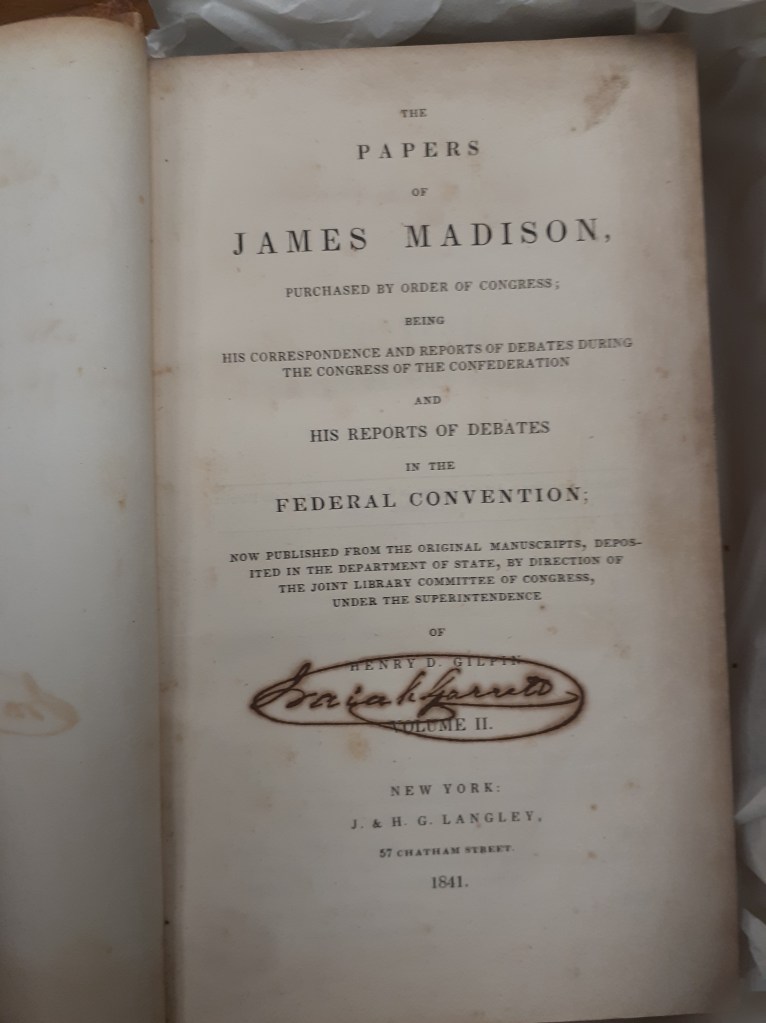 THE
PAPERS
OF
JAMES MADISON,
PURCHASED BY ORDER OF CONGRESS;
BEING
HIS CORRESPONDENCE AND REPORTS OF DEBATES DURING
THE CONGRESS OF THE CONFEDERATION
AND
HIS REPORTS OF DEBATES
IN THE
FEDERAL CONVENTION;
NOW PUBLISHED FROM THE ORIGINAL MANUSCRIPTS, DEPOS-
ITED IN THE DEPARTMENT OF STATE, BY DIRECTION OF
THE JOINT LIBRARY COMMITTEE OF CONGRESS,
UNDER THE SUPERINTENDENCE
OF
HENRY D. GILPIN
Isaiah Garrett
VOLUME II.
NEW YORK:
J. & H. G. LANGLEY,
57 CHATHAM STREET.
1841.